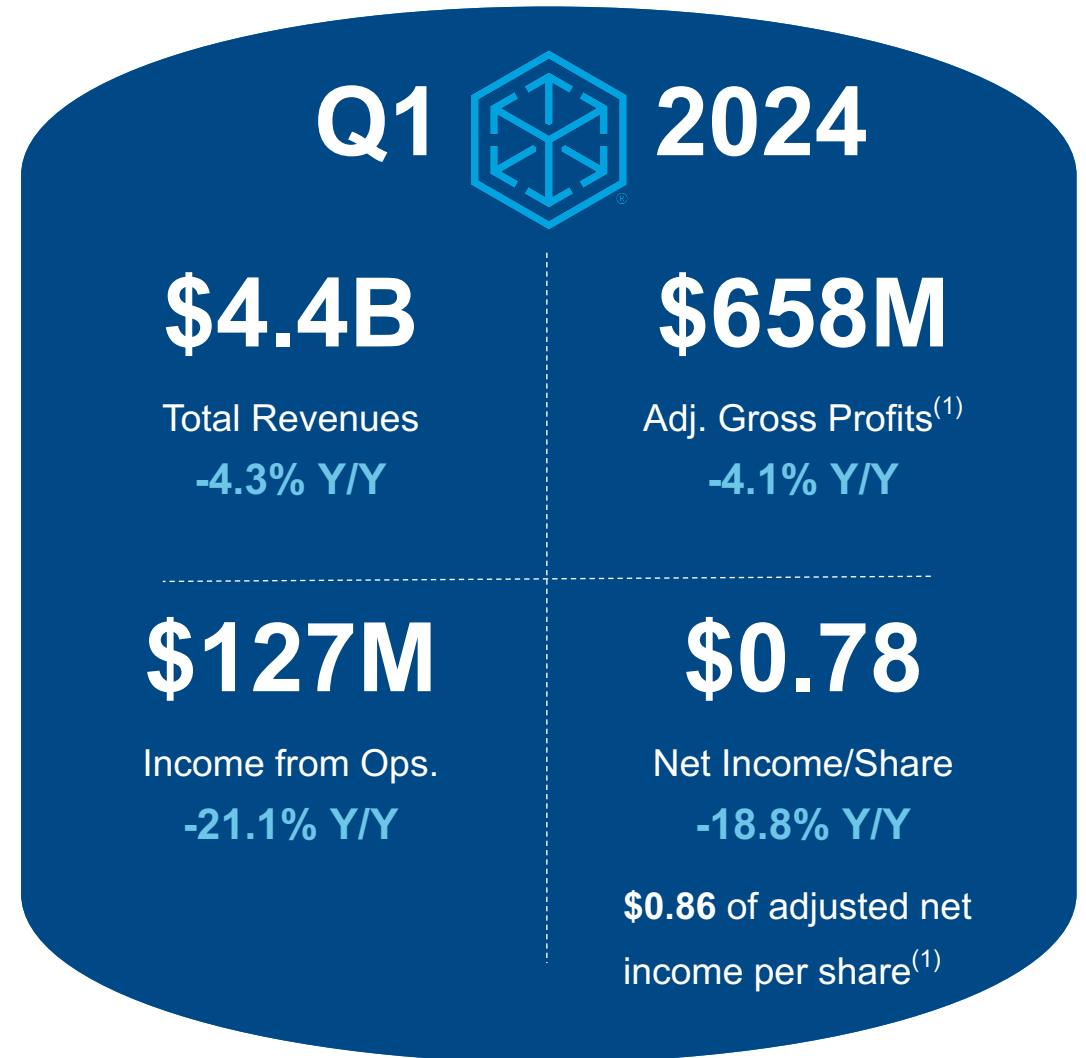 Q1 2024
®
$4.4B
Total Revenues
-4.3% Y/Y
$658M
Adj. Gross Profits(1)
-4.1% Y/Y
$127M
Income from Ops.
-21.1% Y/Y
$0.78
Net Income/Share
-18.8% Y/Y
$0.86 of adjusted net
income per share(1)